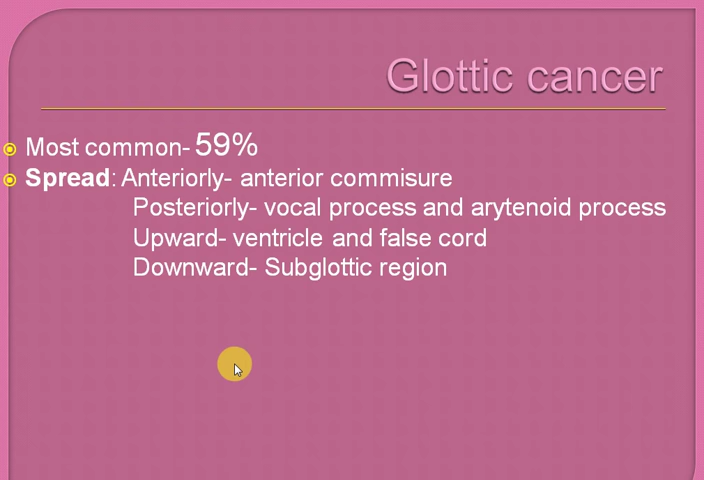 Glottic cancer
Most common- 59%
Spread: Anteriorly- anterior commisure
Posteriorly- vocal process and arytenoid process
Upward- ventricle and false cord
Downward- Subglottic region